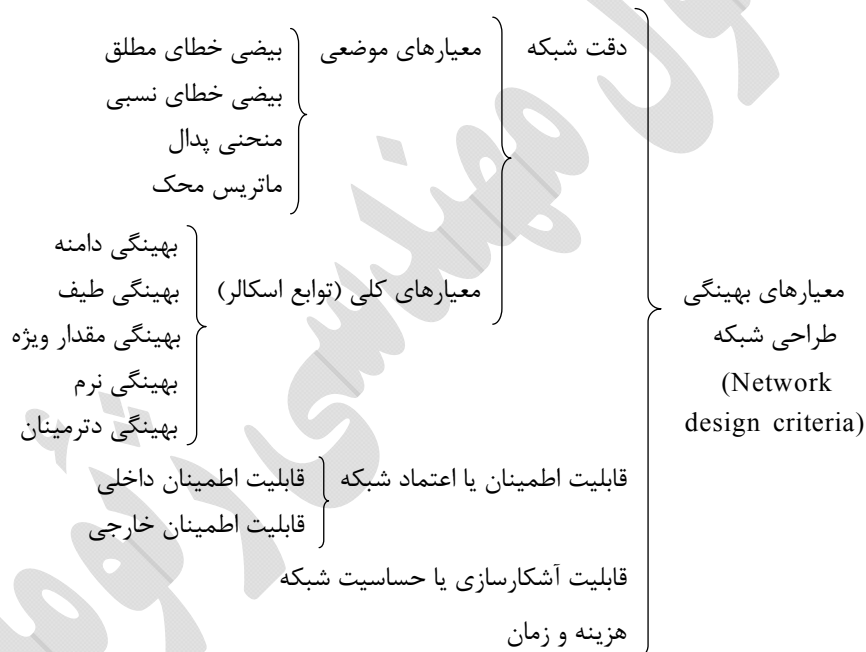 معیارهای بهینگی
طراحی شبکه
(Network
design criteria)
دقت شبکه
معیارهای موضعی
بیضی خطای مطلق
بیضی خطای نسبی
منحنی پدال
ماتریس محک
معیارهای کلی (توابع اسکالر)
بهینگی دامنه
بهینگی طیف
بهینگی مقدار ویژه
بهینگی نرم
بهینگی دترمینان
قابلیت اطمینان یا اعتماد شبکه
قابلیت اطمینان داخلی
قابلیت اطمینان خارجی
قابلیت آشکارسازی یا حساسیت شبکه
هزینه و زمان